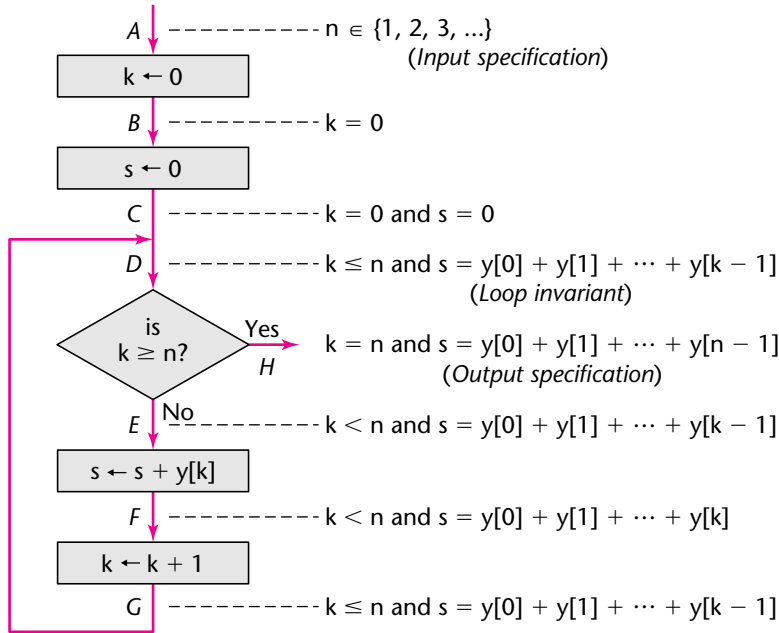 A n ∈ {1, 2, 3, ...}
(Input specification)
k ← 0
B k = 0
s ← 0
C k = 0 and s = 0
D k ≤ n and s = y[0] + y[1] + ⋯ + y[k − 1]
(Loop invariant)
is
k ≥ n?
Yes
H k = n and s = y[0] + y[1] + ⋯ + y[n − 1]
(Output specification)
No
E k < n and s = y[0] + y[1] + ⋯ + y[k − 1]
s ← s + y[k]
F k < n and s = y[0] + y[1] + ⋯ + y[k]
k ← k + 1
G k ≤ n and s = y[0] + y[1] + ⋯ + y[k − 1]